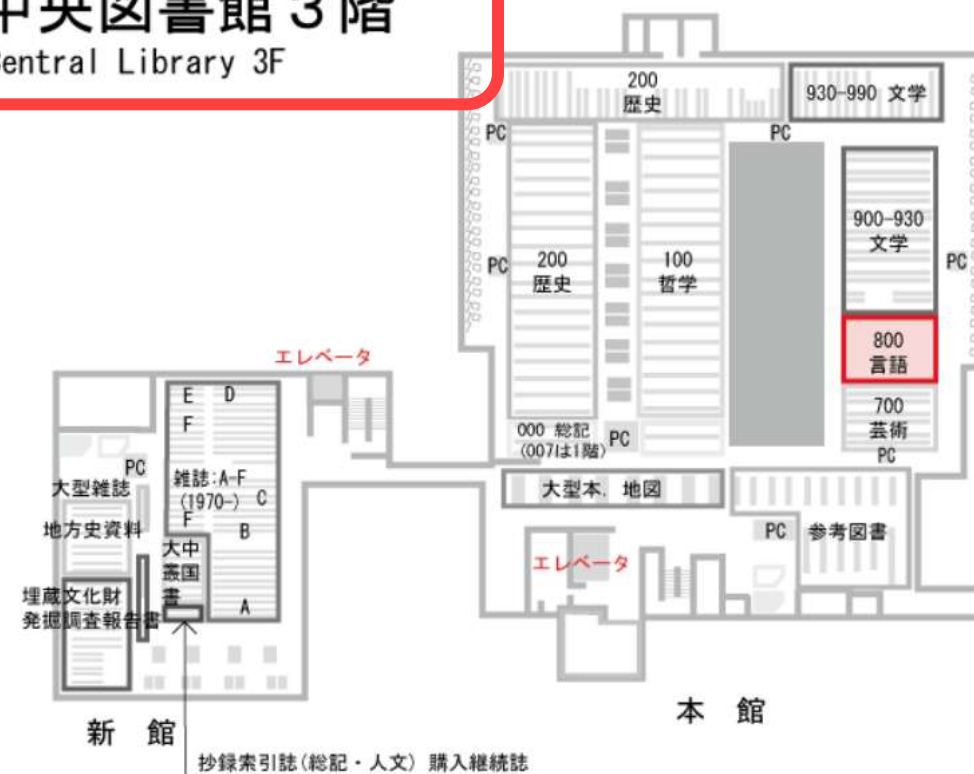 中央図書館３階
Central Library 3F
200
歴史
930-990 文学
PC
PC
900-930
文学
PC
200
歴史
100
哲学
PC
800
言語
エレベータ
700
芸術
000 総記
(007は1階)
PC
PC
E
D
F
PC
雑誌:A-F
(1970-)
C
大型雑誌
大型本、地図
F
B
地方史資料
PC
参考図書
大中
叢国
書
エレベータ
埋蔵文化財
発掘調査報告書
A
本 館
新 館
抄録索引誌(総記・人文) 購入継続誌